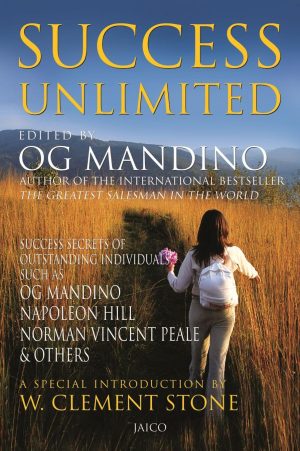 SUCCESS
UNLIMITED
EDITED BY
OG MANDINO
AUTHOR OF THE INTERNATIONAL BESTSELLER
THE GREATEST SALESMAN IN THE WORLD
SUCCESS SECRETS OF
OUTSTANDING INDIVIDUALS
SUCH AS
OG MANDINO
NAPOLEON HILL
NORMAN VINCENT PEALE
& OTHERS
A SPECIAL INTRODUCTION BY
W. CLEMENT STONE
JAICO